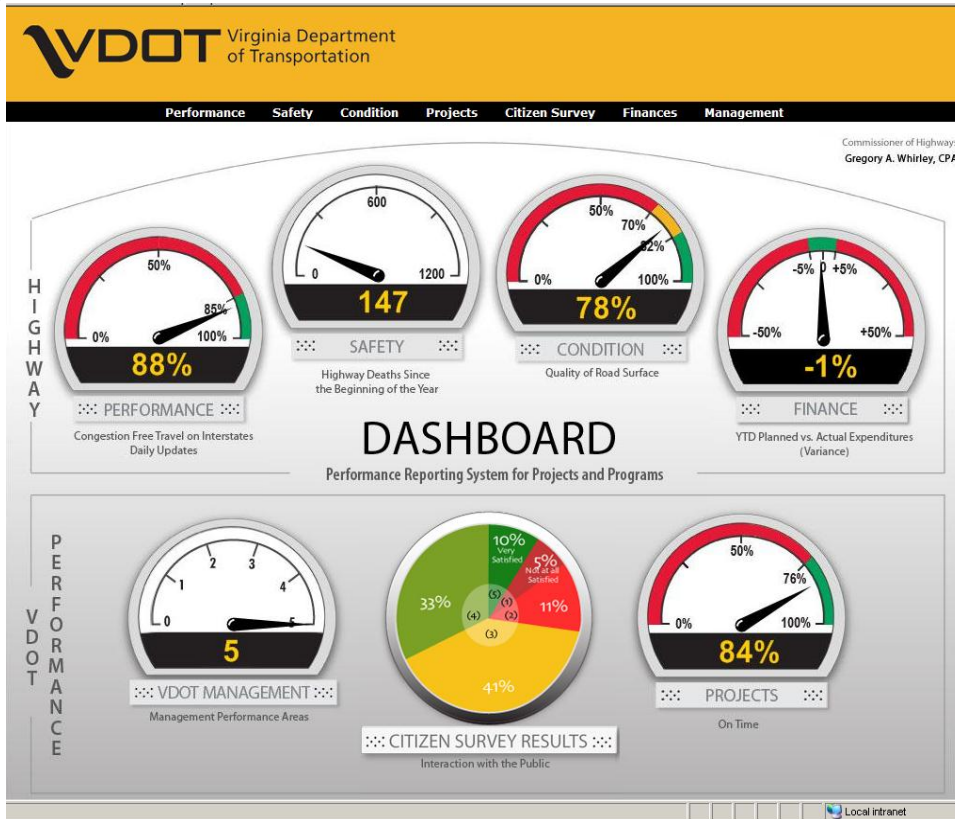 VDOT Virginia Department
of Transportation
Performance Safety Condition Projects Citizen Survey Finances Management
Commissioner of Highways
Gregory A. Whirley, CPA
HIGHWAY
0%
50%
85%
100%
88%
PERFORMANCE
Congestion Free Travel on Interstates
Daily Updates
0
600
1200
147
SAFETY
Highway Deaths Since
the Beginning of the Year
0%
50%
70%
82%
100%
78%
CONDITION
Quality of Road Surface
-50%
-5%
0
+5%
+50%
-1%
FINANCE
YTD Planned vs. Actual Expenditures
(Variance)
DASHBOARD
Performance Reporting System for Projects and Programs
VDOT
PERFORMANCE
0
1
2
3
4
5
5
VDOT MANAGEMENT
Management Performance Areas
10%
Very
Satisfied
5%
Not at all
Satisfied
11%
33%
41%
(5)
(1)
(4)
(2)
(3)
CITIZEN SURVEY RESULTS
Interaction with the Public
0%
50%
76%
100%
84%
PROJECTS
On Time
Local intranet